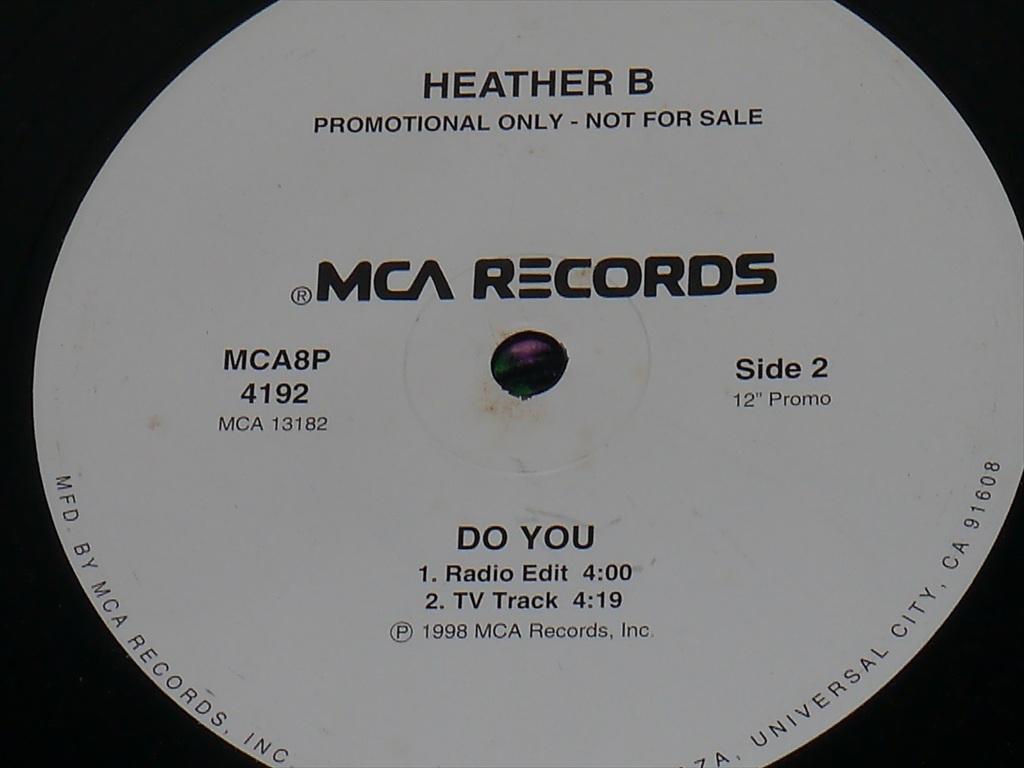 HEATHER B
PROMOTIONAL ONLY - NOT FOR SALE
® MCA RECORDS
MCA8P
4192
MCA 13182
Side 2
12" Promo
DO YOU
1. Radio Edit 4:00
2. TV Track 4:19
℗ 1998 MCA Records, Inc.
MFD. BY MCA RECORDS, INC.
UNIVERSAL CITY, CA 91608